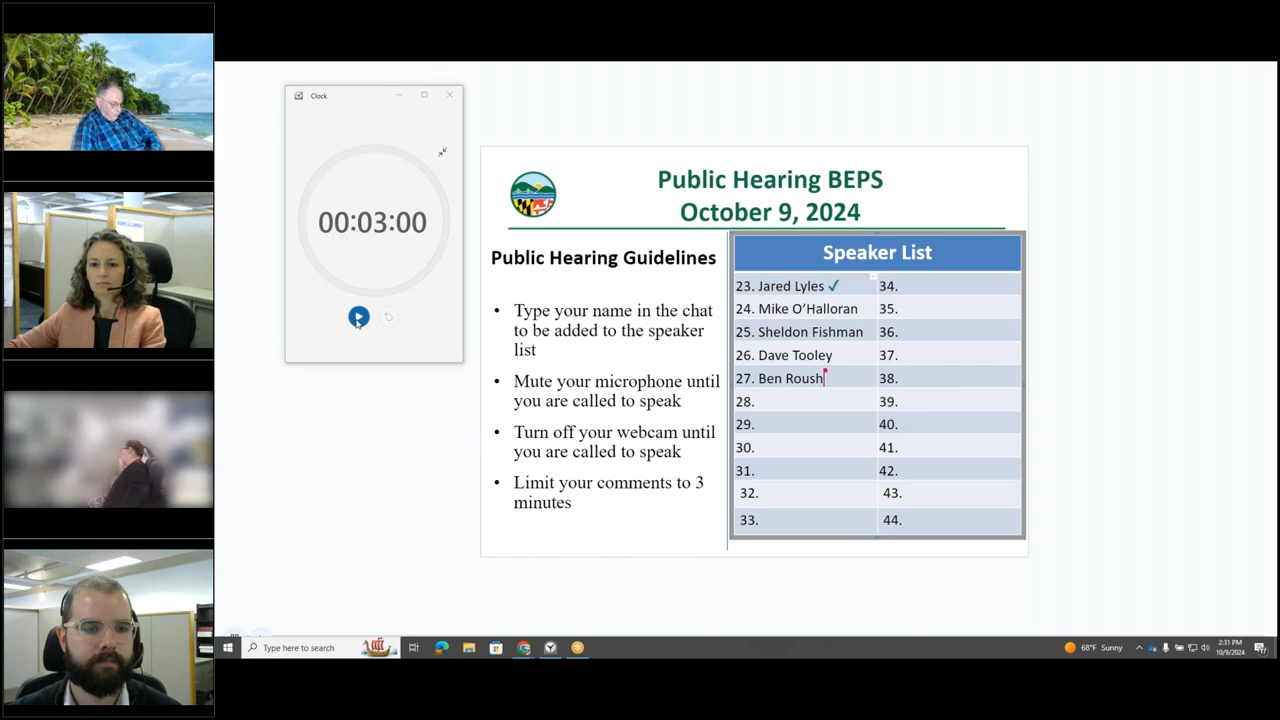 Clock
00:03:00
Public Hearing BEPS
October 9, 2024
Public Hearing Guidelines
• Type your name in the chat
to be added to the speaker
list
• Mute your microphone until
you are called to speak
• Turn off your webcam until
you are called to speak
• Limit your comments to 3
minutes
Speaker List
23. Jared Lyles ✓ 34.
24. Mike O’Halloran 35.
25. Sheldon Fishman 36.
26. Dave Tooley 37.
27. Ben Roush 38.
28. 39.
29. 40.
30. 41.
31. 42.
32. 43.
33. 44.
Type here to search
68°F Sunny
2:31 PM
10/9/2024